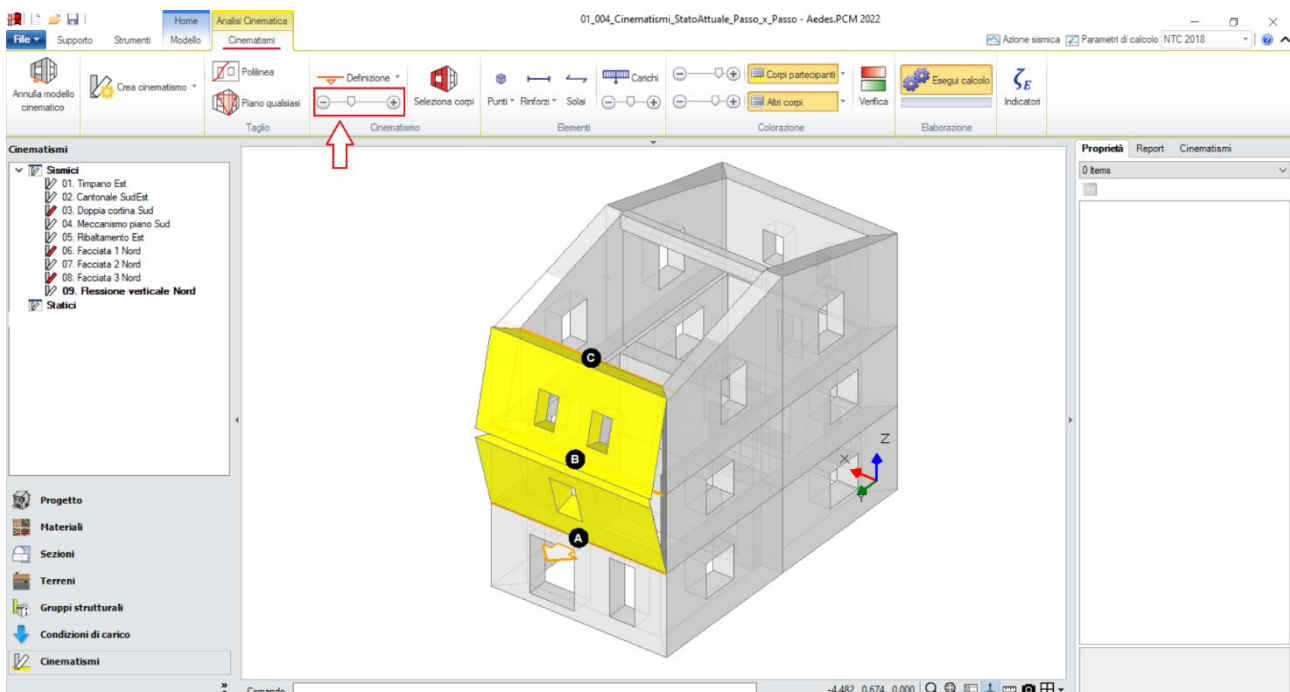 01_004_Cinematismi_StatoAttuale_Passo_x_Passo - Aedes.PCM 2022
Home
Analisi Cinematica
File
Supporto
Strumenti
Modello
Cinematismi
Azione sismica
Parametri di calcolo
NTC 2018
Annulla modello
cinematico
Crea cinematismo
Polilinea
Piano qualsiasi
Taglio
Definizione
Seleziona corpi
Cinematismo
Punti
Rinforzi
Solai
Carichi
Elementi
Corpi partecipanti
Altri corpi
Verifica
Colorazione
Esegui calcolo
Elaborazione
ζE
Indicatori
Cinematismi
Sismici
01. Timpano Est
02. Cantonale SudEst
03. Doppia cortina Sud
04. Meccanismo piano Sud
05. Ribaltamento Est
06. Facciata 1 Nord
07. Facciata 2 Nord
08. Facciata 3 Nord
09. Flessione verticale Nord
Statici
Progetto
Materiali
Sezioni
Terreni
Gruppi strutturali
Condizioni di carico
Cinematismi
C
B
A
Z
X
Y
Proprietà
Report
Cinematismi
0 Items
Comando
-4.482 0.674 0.000